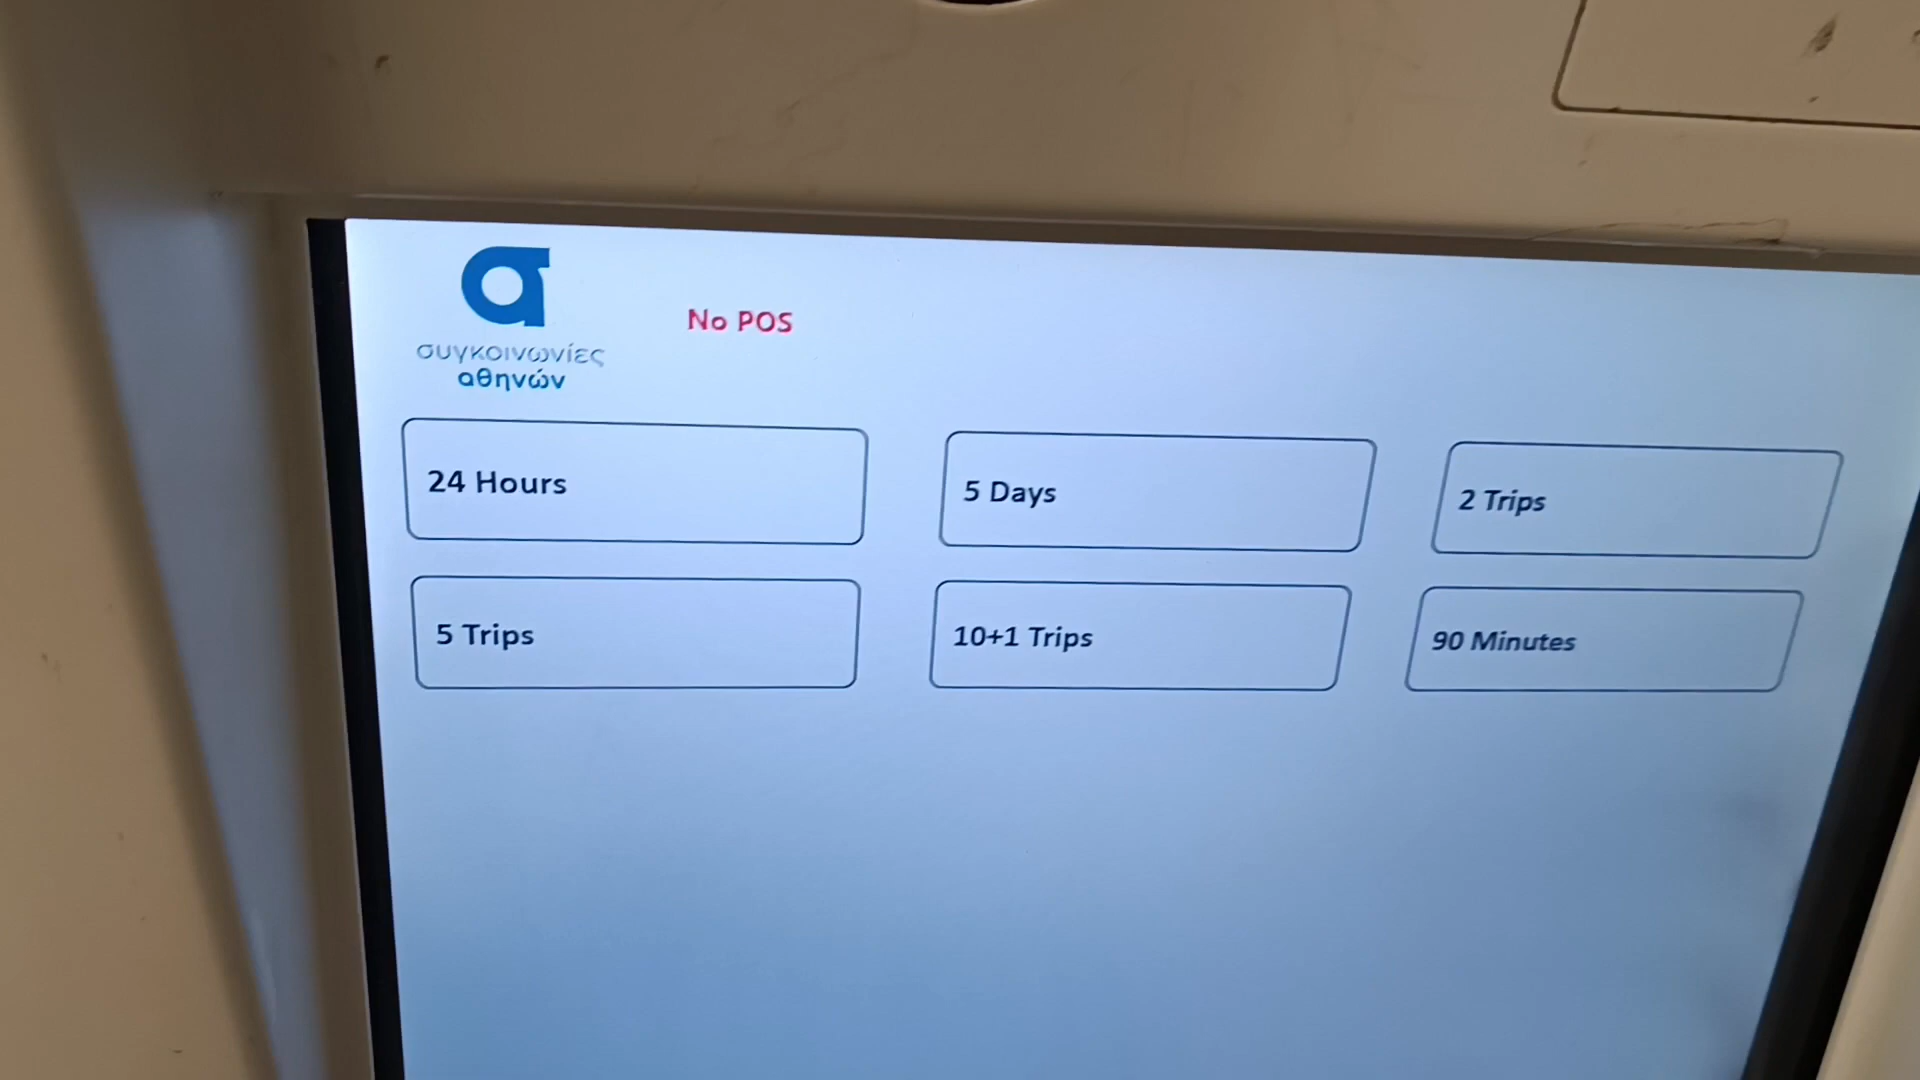 συγκοινωνίες
αθηνών
No POS
24 Hours
5 Days
2 Trips
5 Trips
10+1 Trips
90 Minutes